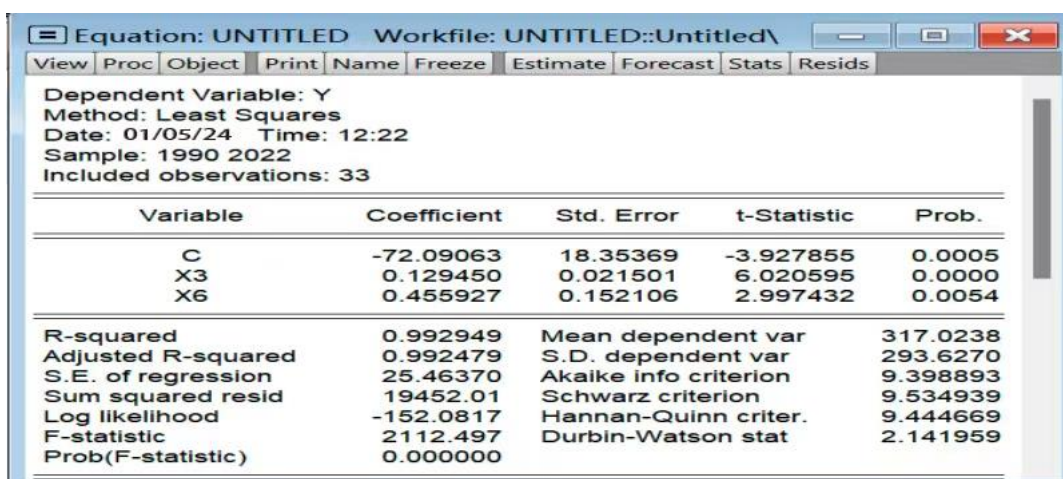 Equation: UNTITLED Workfile: UNTITLED::Untitled\
View Proc Object Print Name Freeze Estimate Forecast Stats Resids
Dependent Variable: Y
Method: Least Squares
Date: 01/05/24 Time: 12:22
Sample: 1990 2022
Included observations: 33
Variable Coefficient Std. Error t-Statistic Prob.
C -72.09063 18.35369 -3.927855 0.0005
X3 0.129450 0.021501 6.020595 0.0000
X6 0.455927 0.152106 2.997432 0.0054
R-squared 0.992949 Mean dependent var 317.0238
Adjusted R-squared 0.992479 S.D. dependent var 293.6270
S.E. of regression 25.46370 Akaike info criterion 9.398893
Sum squared resid 19452.01 Schwarz criterion 9.534939
Log likelihood -152.0817 Hannan-Quinn criter. 9.444669
F-statistic 2112.497 Durbin-Watson stat 2.141959
Prob(F-statistic) 0.000000